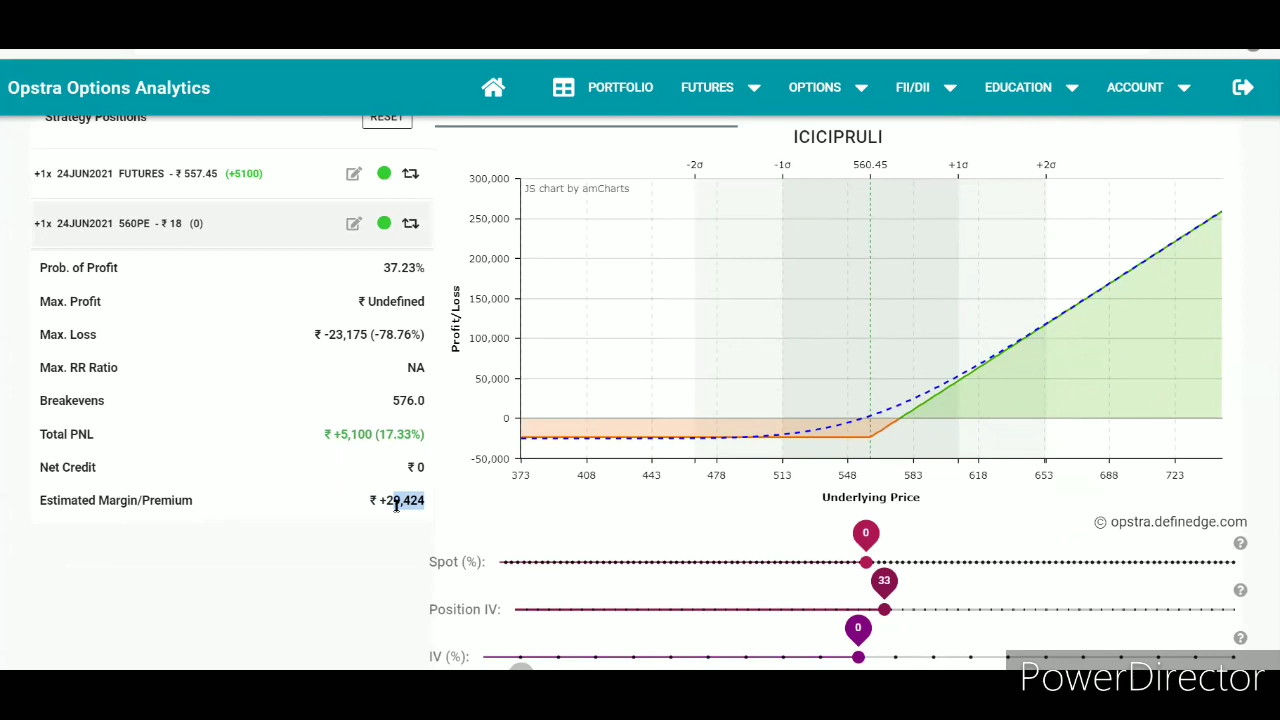 Opstra Options Analytics
PORTFOLIO FUTURES OPTIONS FII/DII EDUCATION ACCOUNT
Strategy Positions RESET
+1x 24JUN2021 FUTURES - ₹ 557.45 (+5100)
+1x 24JUN2021 560PE - ₹ 18 (0)
Prob. of Profit 37.23%
Max. Profit ₹ Undefined
Max. Loss ₹ -23,175 (-78.76%)
Max. RR Ratio NA
Breakevens 576.0
Total PNL ₹ +5,100 (17.33%)
Net Credit ₹ 0
Estimated Margin/Premium ₹ +29,424
ICICIPRULI
-2σ -1σ 560.45 +1σ +2σ
JS chart by amCharts
Profit/Loss
300,000
250,000
200,000
150,000
100,000
50,000
0
-50,000
373 408 443 478 513 548 583 618 653 688 723
Underlying Price
© opstra.definedge.com
Spot (%): 0 ?
Position IV: 33 ?
IV (%): 0 ?
PowerDirector